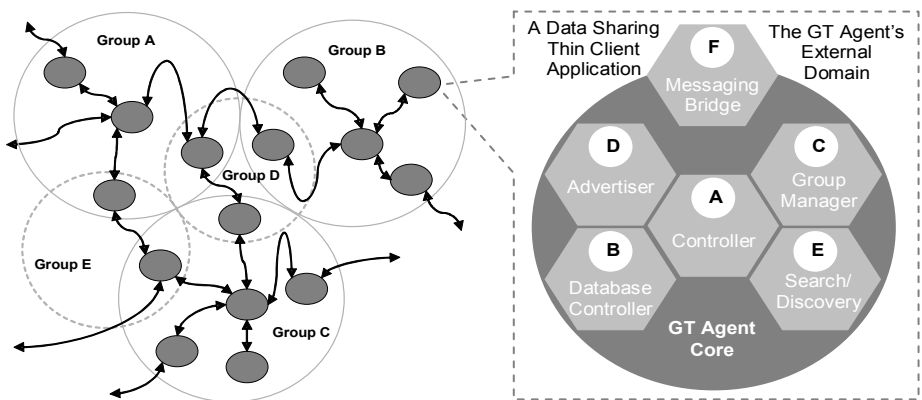 Group A
Group B
Group D
Group E
Group C
A Data Sharing
Thin Client
Application
The GT Agent's
External
Domain
F
Messaging
Bridge
D
Advertiser
C
Group
Manager
A
Controller
B
Database
Controller
E
Search/
Discovery
GT Agent
Core